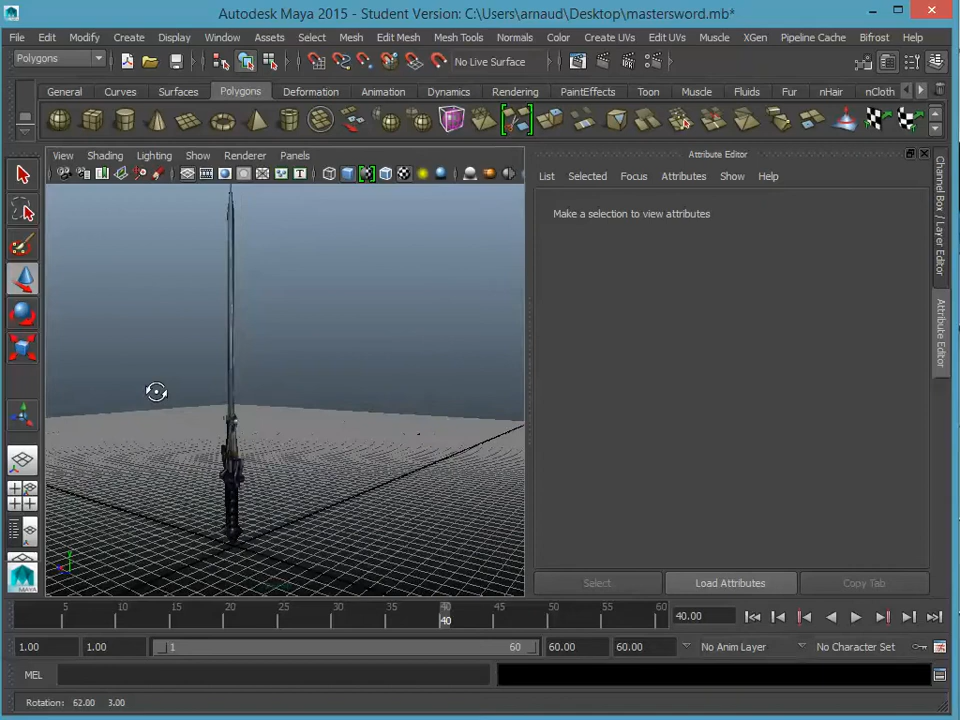 Autodesk Maya 2015 - Student Version: C:\Users\arnaud\Desktop\mastersword.mb*
File Edit Modify Create Display Window Assets Select Mesh Edit Mesh Mesh Tools Normals Color Create UVs Edit UVs Muscle XGen Pipeline Cache Bifrost Help
Polygons No Live Surface
General Curves Surfaces Polygons Deformation Animation Dynamics Rendering PaintEffects Toon Muscle Fluids Fur nHair nCloth
View Shading Lighting Show Renderer Panels
Attribute Editor
List Selected Focus Attributes Show Help
Make a selection to view attributes
Channel Box / Layer Editor
Attribute Editor
Select Load Attributes Copy Tab
5 10 15 20 25 30 35 40 45 50 55 60
40
40.00
1.00 1.00 1 60 60.00 60.00 No Anim Layer No Character Set
MEL
Rotation: 62.00 3.00
MAYA